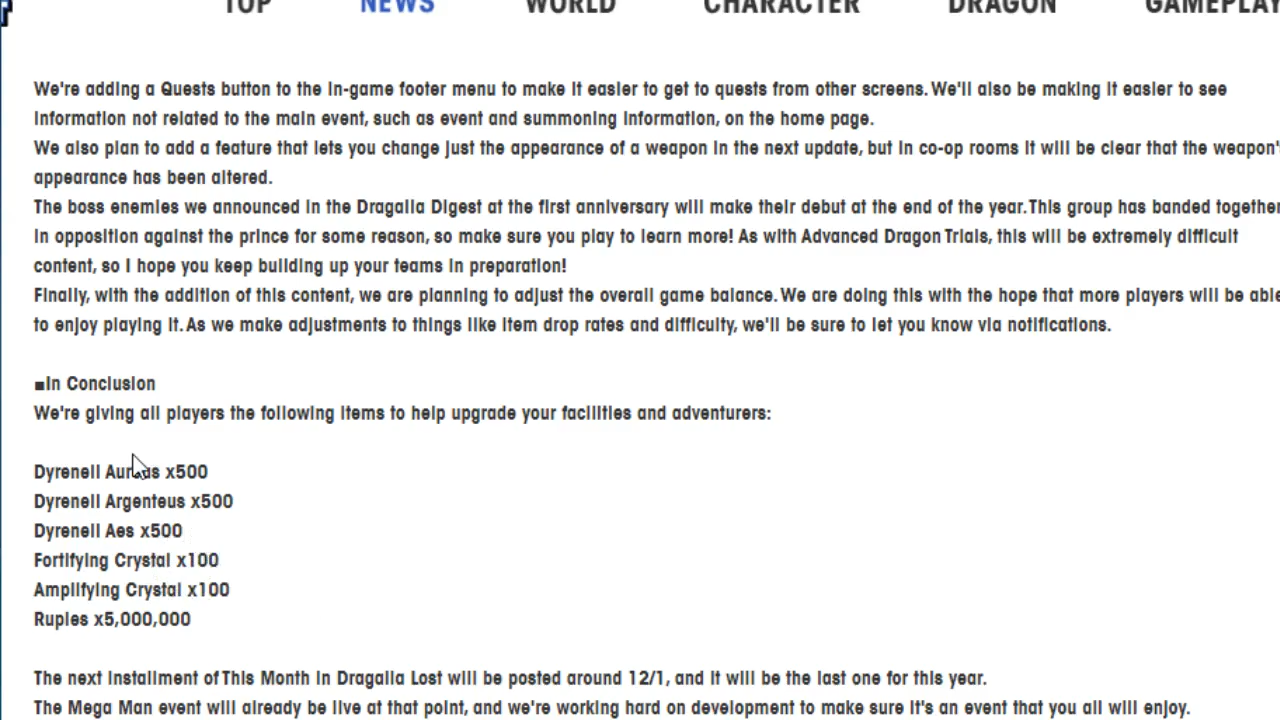 TOP NEWS WORLD CHARACTER DRAGON GAMEPLAY
We're adding a Quests button to the in-game footer menu to make it easier to get to quests from other screens. We'll also be making it easier to see
information not related to the main event, such as event and summoning information, on the home page.
We also plan to add a feature that lets you change just the appearance of a weapon in the next update, but in co-op rooms it will be clear that the weapon's
appearance has been altered.
The boss enemies we announced in the Dragalia Digest at the first anniversary will make their debut at the end of the year. This group has banded together
in opposition against the prince for some reason, so make sure you play to learn more! As with Advanced Dragon Trials, this will be extremely difficult
content, so I hope you keep building up your teams in preparation!
Finally, with the addition of this content, we are planning to adjust the overall game balance. We are doing this with the hope that more players will be able
to enjoy playing it. As we make adjustments to things like item drop rates and difficulty, we'll be sure to let you know via notifications.
■In Conclusion
We're giving all players the following items to help upgrade your facilities and adventurers:
Dyrenell Aureus x500
Dyrenell Argenteus x500
Dyrenell Aes x500
Fortifying Crystal x100
Amplifying Crystal x100
Rupies x5,000,000
The next installment of This Month in Dragalia Lost will be posted around 12/1, and it will be the last one for this year.
The Mega Man event will already be live at that point, and we're working hard on development to make sure it's an event that you all will enjoy.